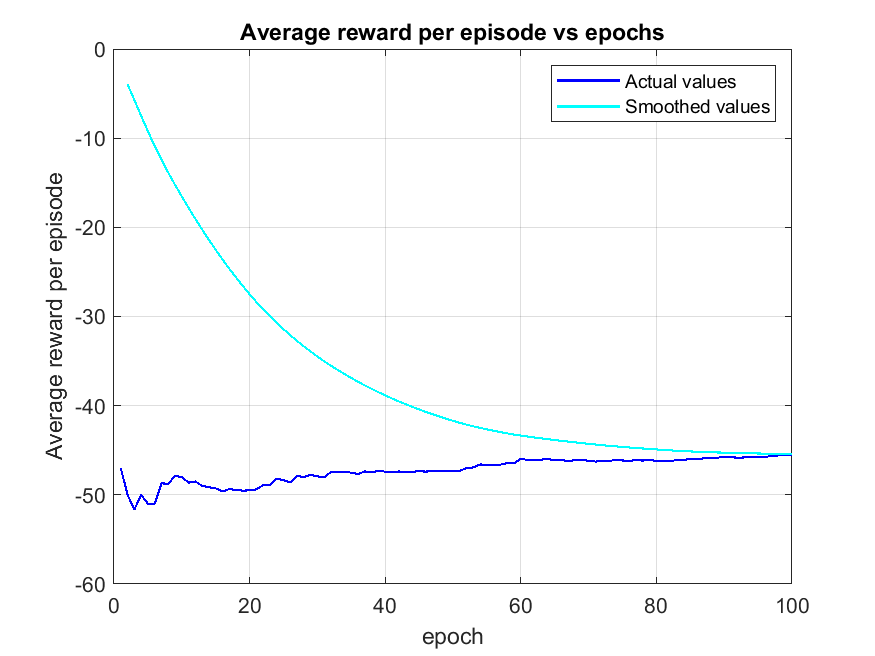 Average reward per episode vs epochs
Actual values
Smoothed values
Average reward per episode
0
-10
-20
-30
-40
-50
-60
0 20 40 60 80 100
epoch